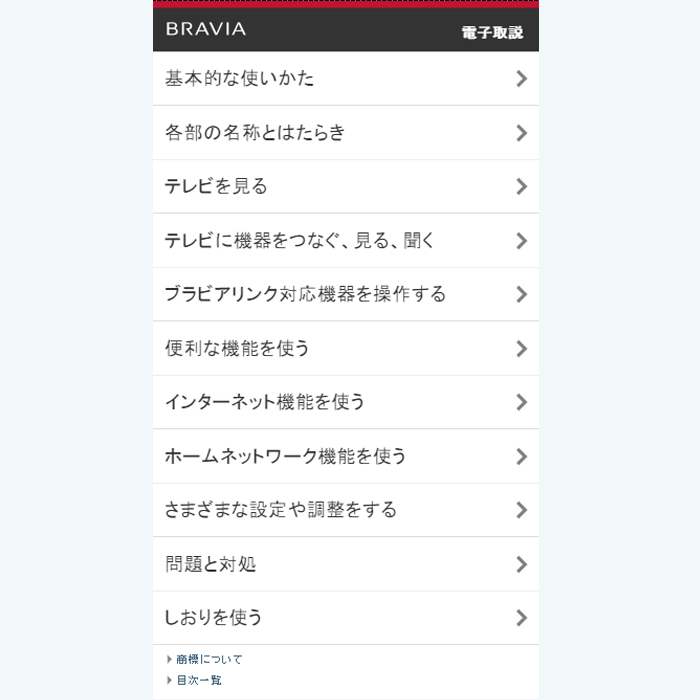 BRAVIA 電子取説
基本的な使いかた
各部の名称とはたらき
テレビを見る
テレビに機器をつなぐ、見る、聞く
ブラビアリンク対応機器を操作する
便利な機能を使う
インターネット機能を使う
ホームネットワーク機能を使う
さまざまな設定や調整をする
問題と対処
しおりを使う
商標について
目次一覧